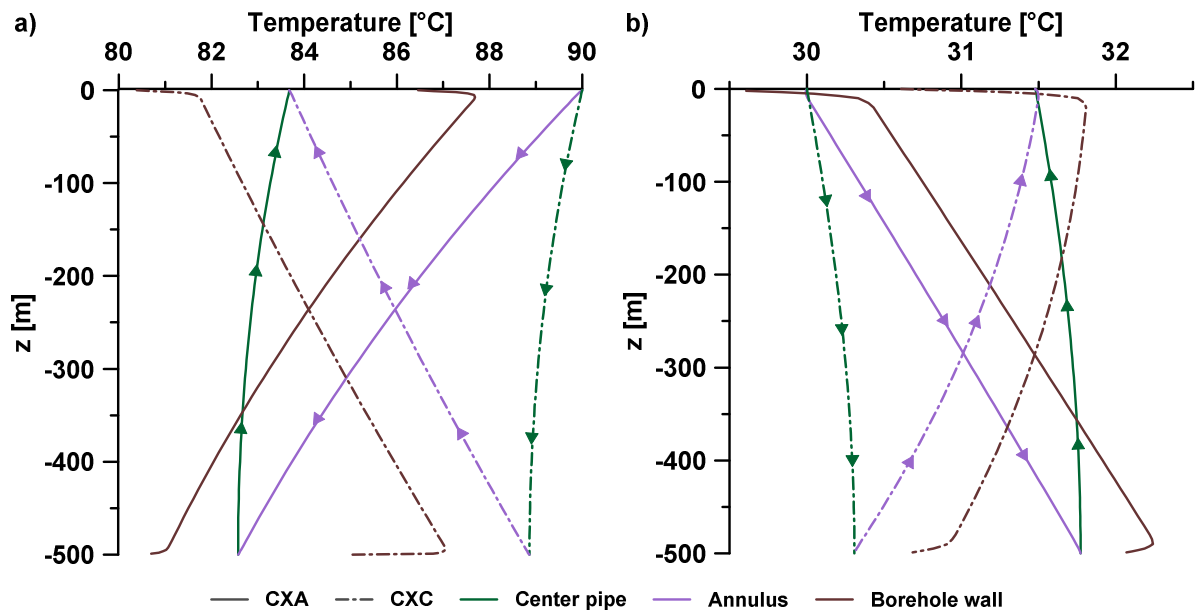 a) Temperature [°C]
80 82 84 86 88 90
0
-100
-200
-300
-400
-500
z [m]
b) Temperature [°C]
30 31 32
0
-100
-200
-300
-400
-500
z [m]
CXA CXC Center pipe Annulus Borehole wall